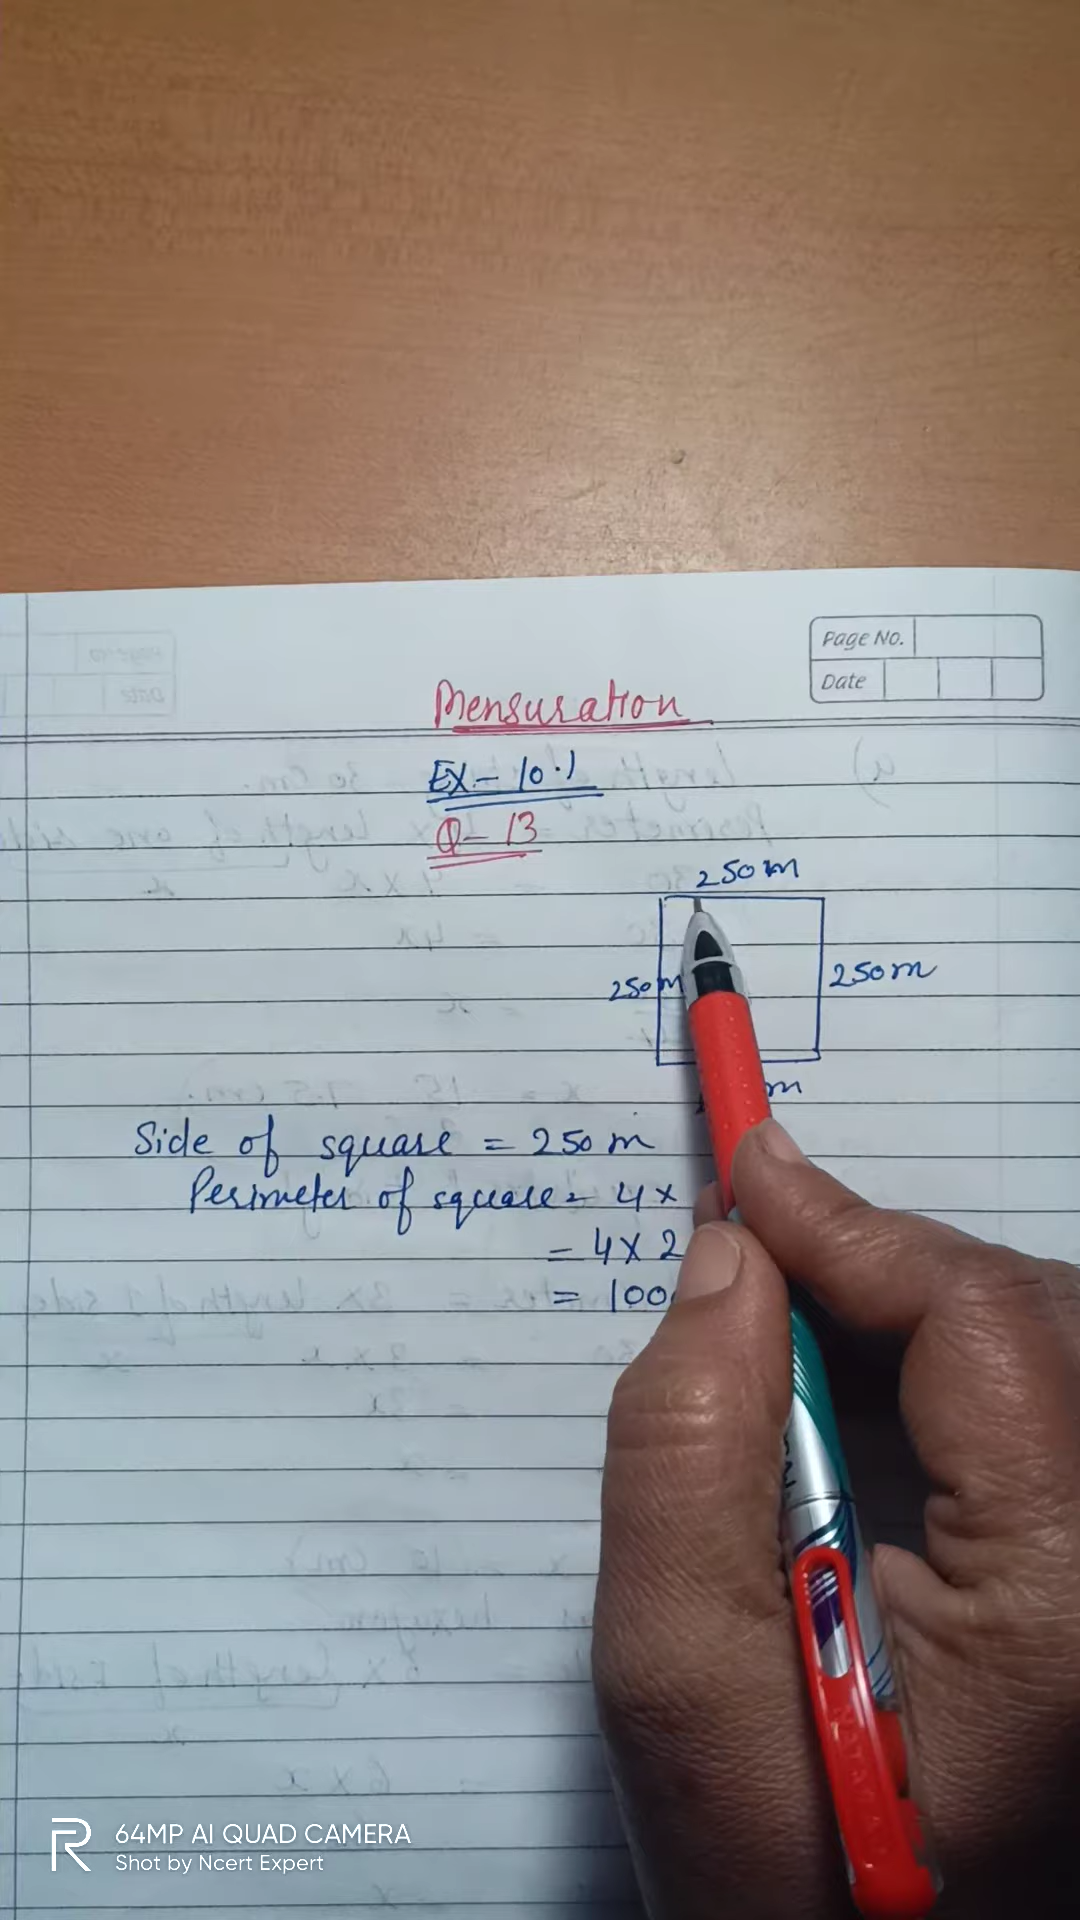 Page No.
Date
Mensuration
Ex - 10.1
Q - 13
250 m
250 m
250 m
m
Side of square = 250 m
Perimeter of square = 4 ×
= 4 × 2
= 100
64MP AI QUAD CAMERA
Shot by Ncert Expert